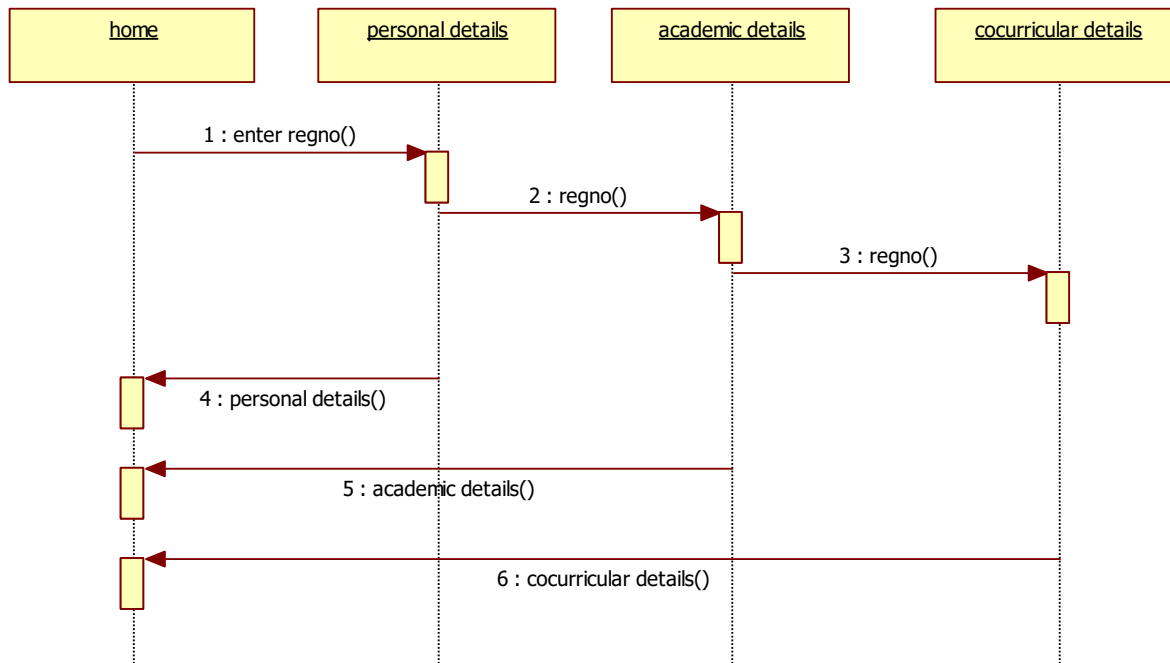 home
personal details
academic details
cocurricular details
1 : enter regno()
2 : regno()
3 : regno()
4 : personal details()
5 : academic details()
6 : cocurricular details()